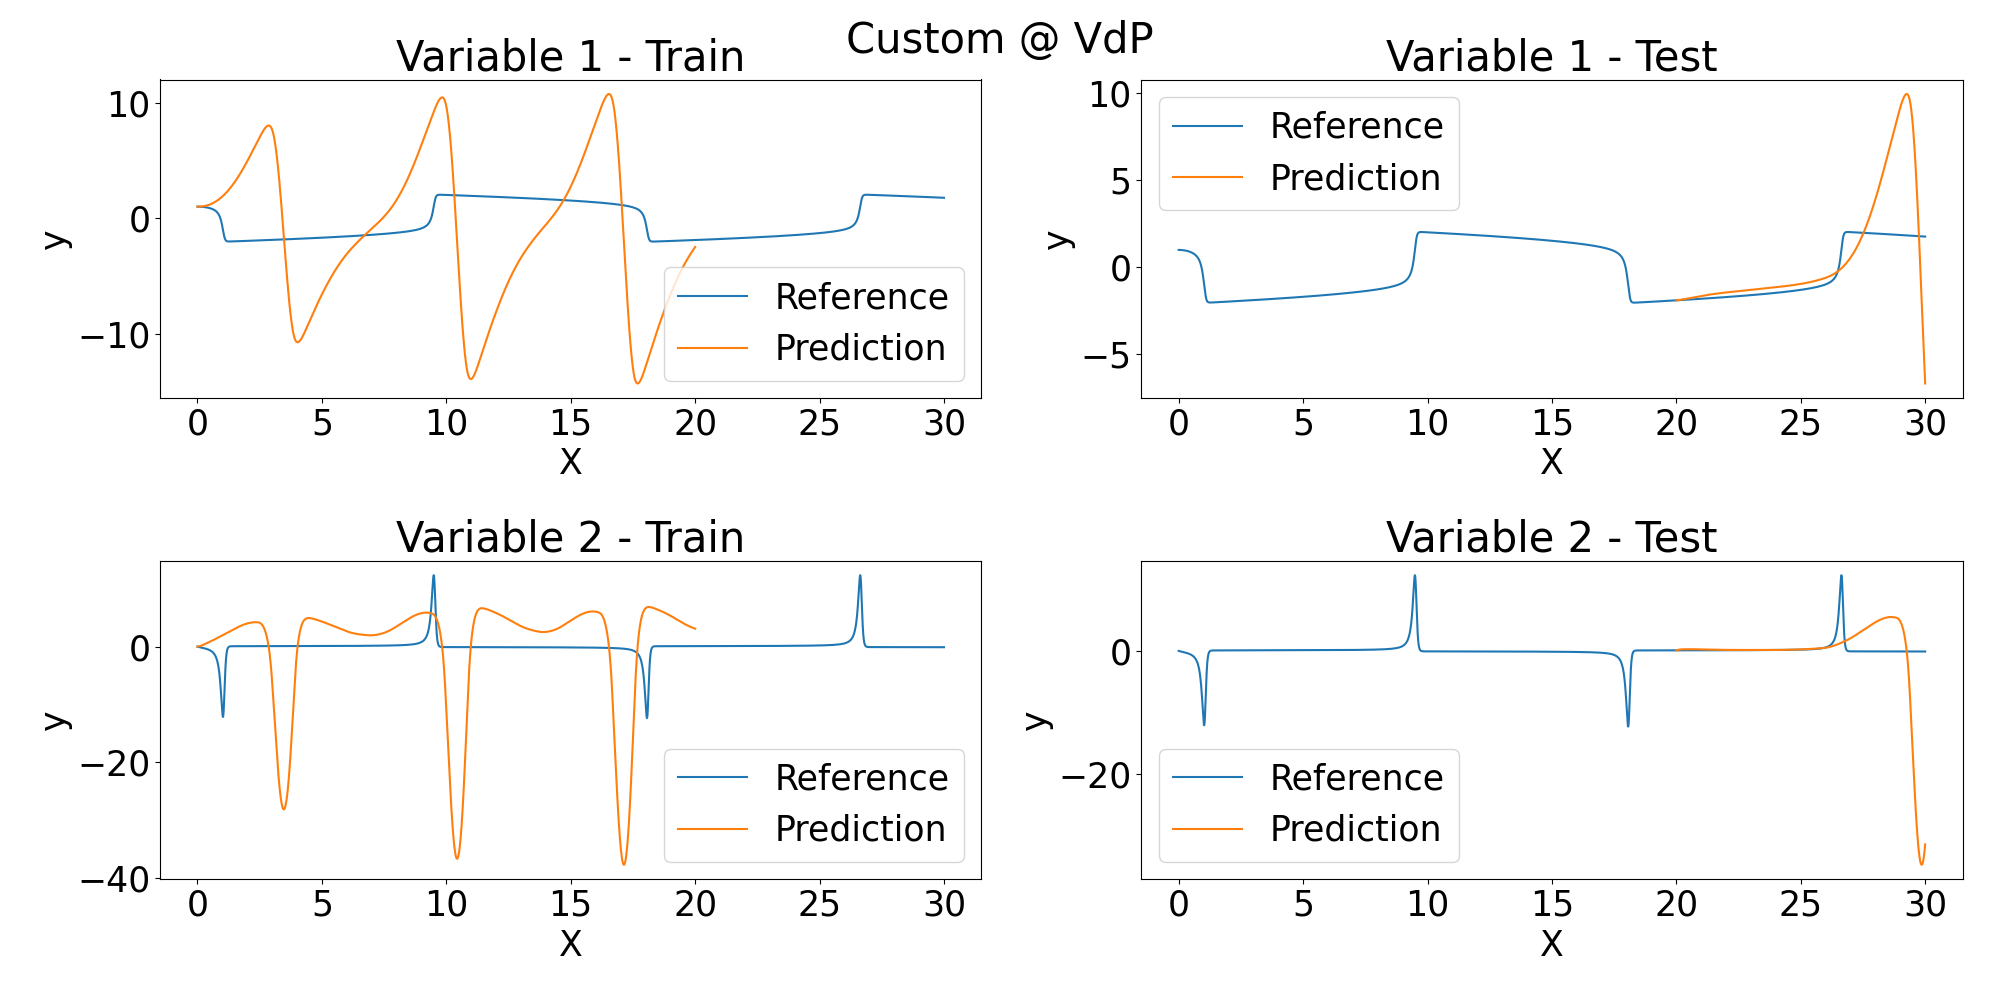 Custom @ VdP
Variable 1 - Train
10
0
−10
y
0 5 10 15 20 25 30
X
Reference
Prediction
Variable 1 - Test
10
5
0
−5
y
0 5 10 15 20 25 30
X
Reference
Prediction
Variable 2 - Train
0
−20
−40
y
0 5 10 15 20 25 30
X
Reference
Prediction
Variable 2 - Test
0
−20
y
0 5 10 15 20 25 30
X
Reference
Prediction